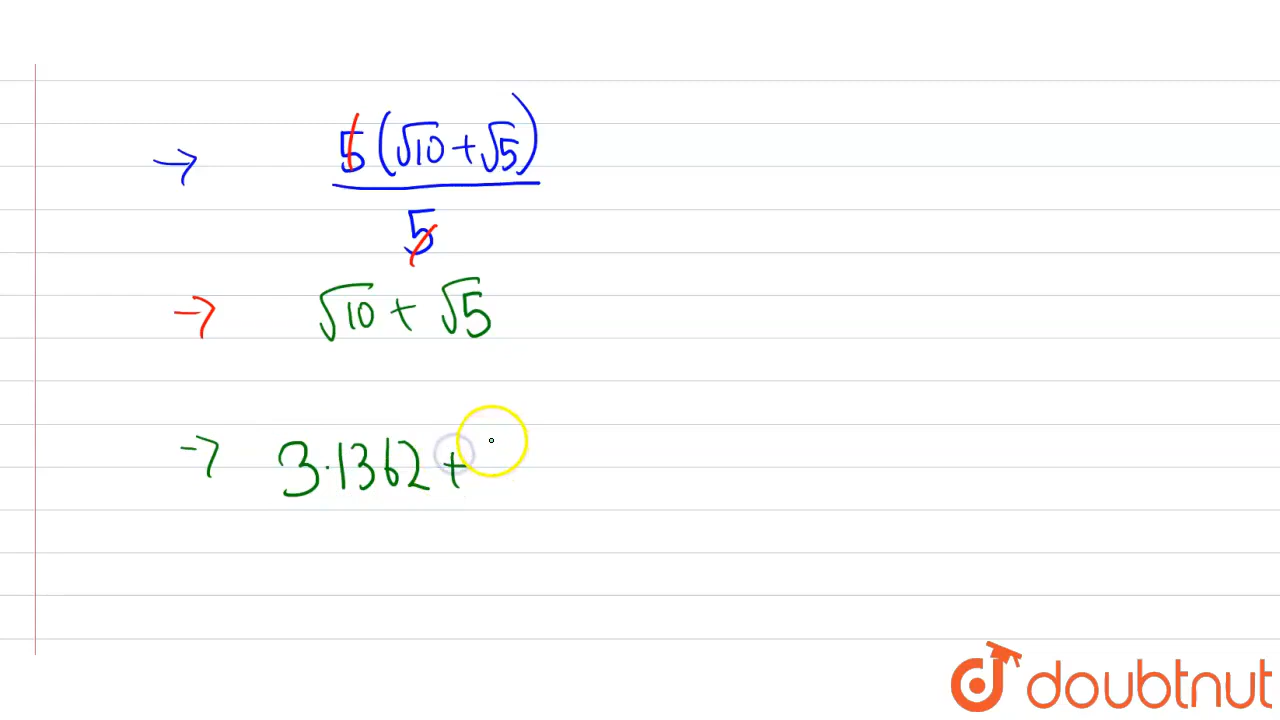 → 5(√10+√5)
5
→ √10 + √5
→ 3.1362 +
doubtnut